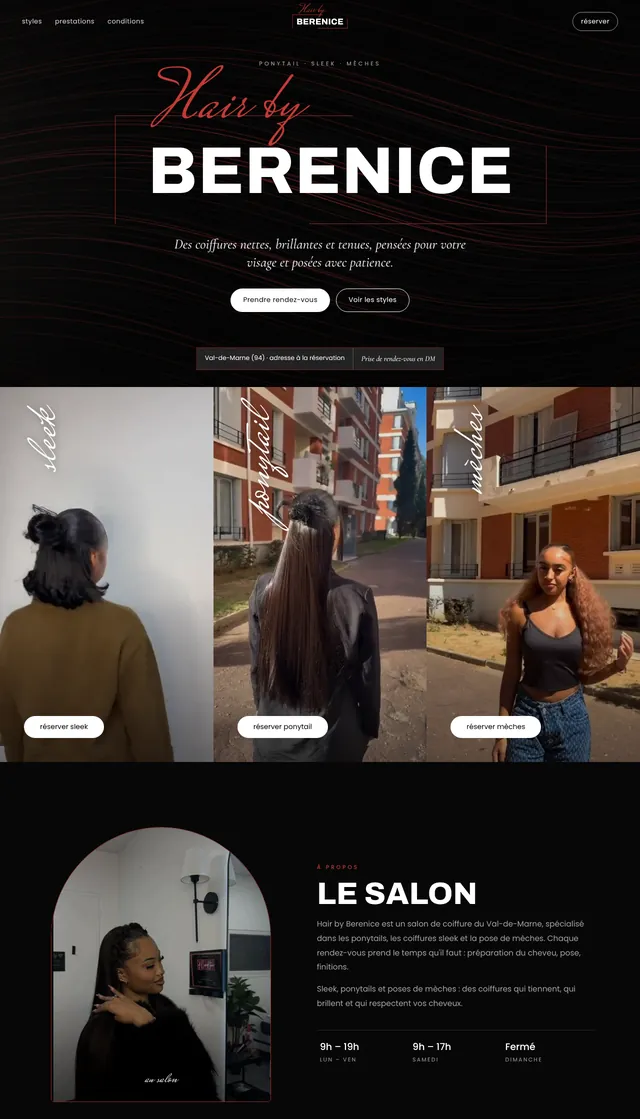 styles prestations conditions
Hair by
BERENICE
réserver
PONYTAIL · SLEEK · MÈCHES
Hair by
BERENICE
Des coiffures nettes, brillantes et tenues, pensées pour votre
visage et posées avec patience.
Prendre rendez-vous
Voir les styles
Val-de-Marne (94) · adresse à la réservation
Prise de rendez-vous en DM
sleek
ponytail
mèches
réserver sleek
réserver ponytail
réserver mèches
À PROPOS
LE SALON
Hair by Berenice est un salon de coiffure du Val-de-Marne, spécialisé
dans les ponytails, les coiffures sleek et la pose de mèches. Chaque
rendez-vous prend le temps qu'il faut : préparation du cheveu, pose,
finitions.
Sleek, ponytails et poses de mèches : des coiffures qui tiennent, qui
brillent et qui respectent vos cheveux.
9h – 19h
LUN – VEN
9h – 17h
SAMEDI
Fermé
DIMANCHE
au salon